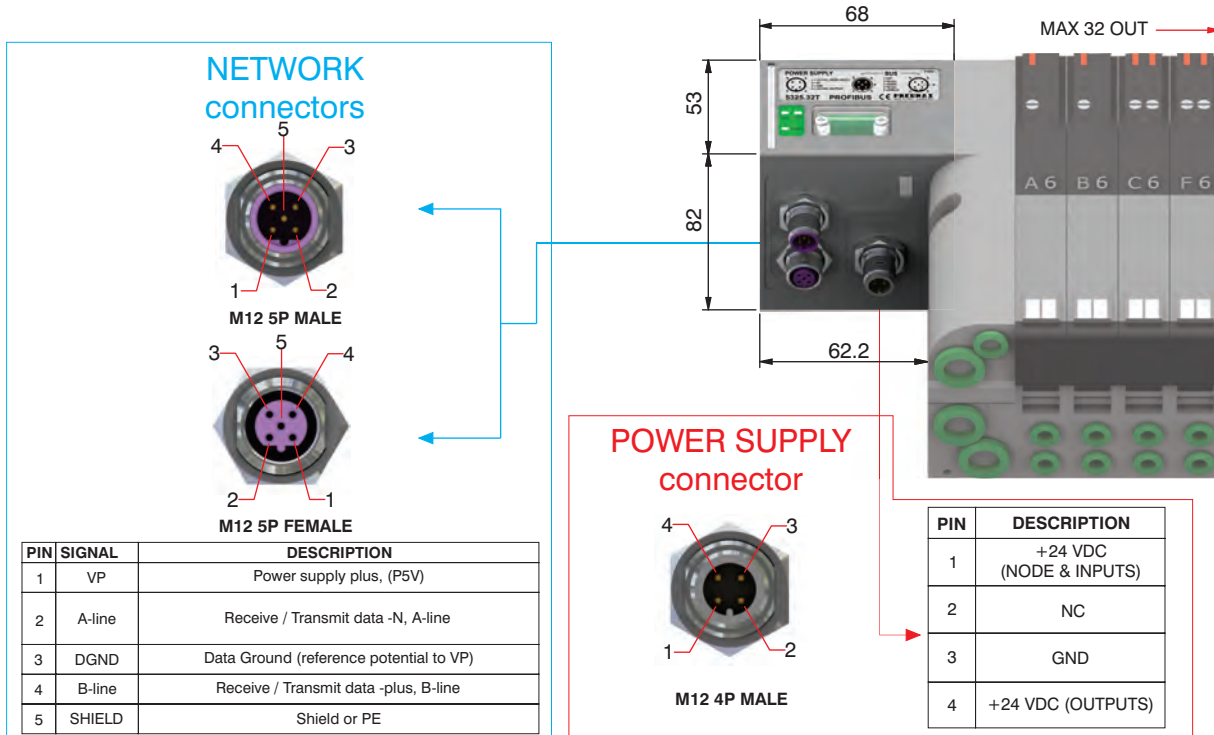 NETWORK
connectors
5
4
3
1
2
M12 5P MALE
5
3
4
2
1
M12 5P FEMALE
PIN SIGNAL DESCRIPTION
1 VP Power supply plus, (P5V)
2 A-line Receive / Transmit data -N, A-line
3 DGND Data Ground (reference potential to VP)
4 B-line Receive / Transmit data -plus, B-line
5 SHIELD Shield or PE
68
MAX 32 OUT
53
82
62.2
POWER SUPPLY
BUS
5325.32T PROFIBUS CE PNEUMAX
A 6 B 6 C 6 F 6
POWER SUPPLY
connector
4
3
1
2
M12 4P MALE
PIN DESCRIPTION
1 +24 VDC
(NODE & INPUTS)
2 NC
3 GND
4 +24 VDC (OUTPUTS)